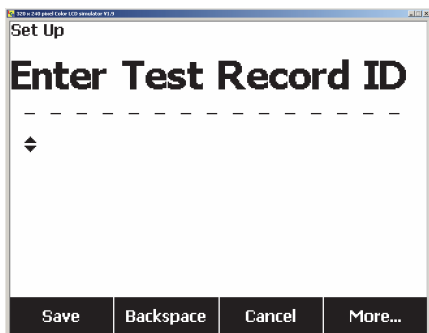 320 x 240 pixel Color LCD simulator V1.9
Set Up
Enter Test Record ID
_ _ _ _ _ _ _ _ _ _ _ _ _ _
Save Backspace Cancel More...